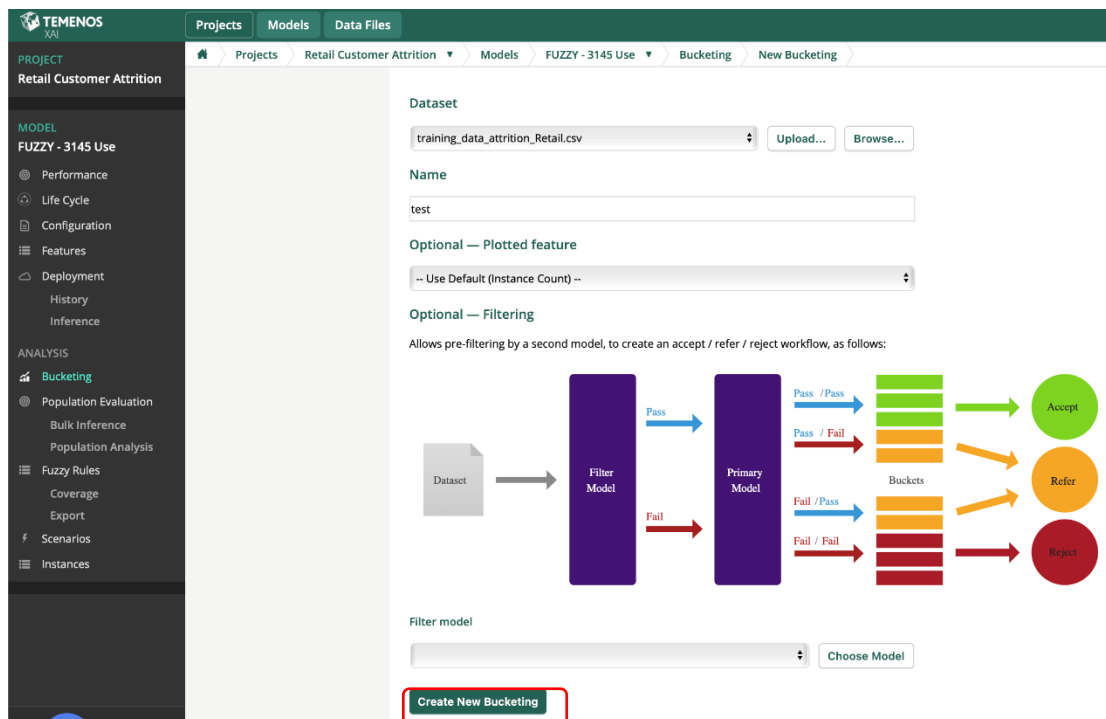 TEMENOS
XAI
Projects
Models
Data Files
Projects
Retail Customer Attrition ▼
Models
FUZZY - 3145 Use ▼
Bucketing
New Bucketing
PROJECT
Retail Customer Attrition
MODEL
FUZZY - 3145 Use
Performance
Life Cycle
Configuration
Features
Deployment
History
Inference
ANALYSIS
Bucketing
Population Evaluation
Bulk Inference
Population Analysis
Fuzzy Rules
Coverage
Export
Scenarios
Instances
Dataset
training_data_attrition_Retail.csv
Upload...
Browse...
Name
test
Optional — Plotted feature
-- Use Default (Instance Count) --
Optional — Filtering
Allows pre-filtering by a second model, to create an accept / refer / reject workflow, as follows:
Dataset
Filter
Model
Pass
Fail
Primary
Model
Pass / Pass
Pass / Fail
Fail / Pass
Fail / Fail
Buckets
Accept
Refer
Reject
Filter model
Choose Model
Create New Bucketing